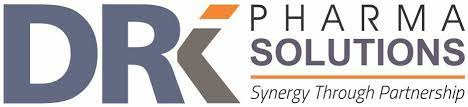 DRK
PHARMA
SOLUTIONS
Synergy Through Partnership